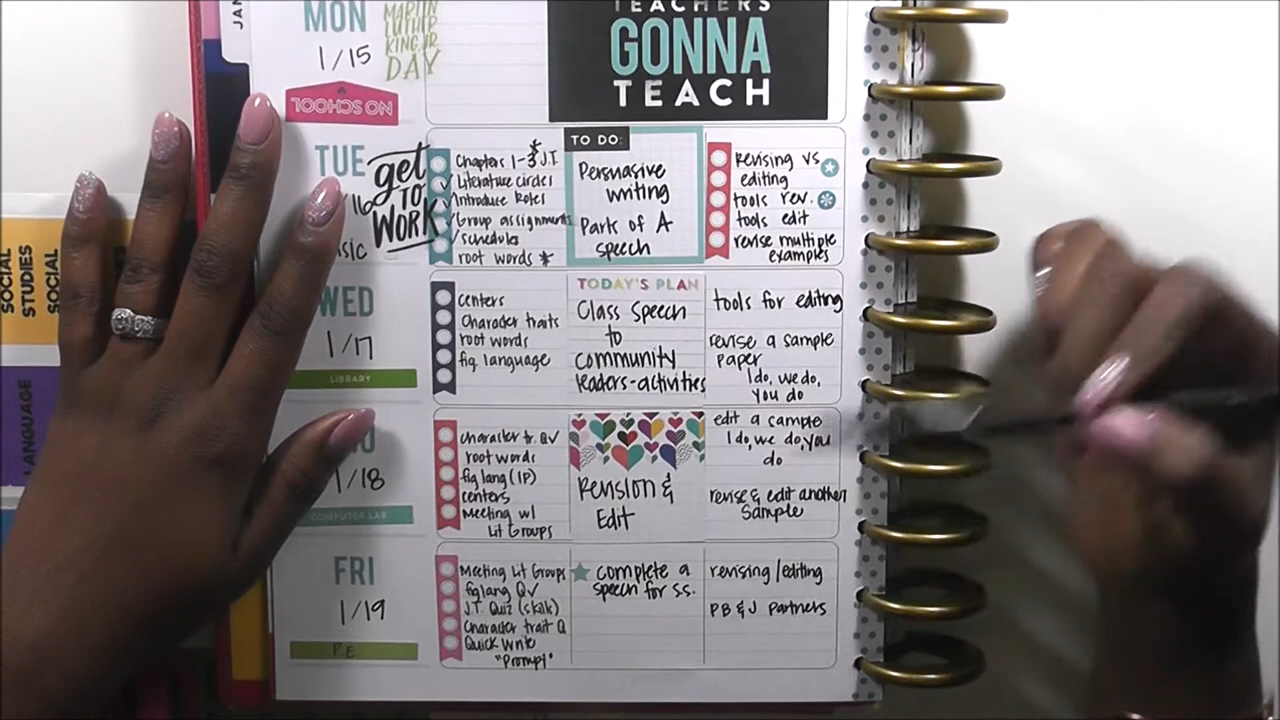 JAN
MON
1/15
MARTIN
LUTHER
KING JR.
DAY
NO SCHOOL
TEACHERS
GONNA
TEACH
TUE
get
TO
WORK
Chapters 1-3 J.T.
Literature circles
Introduce Roles
Group assignments
schedules
root words *
TO DO:
Persuasive
writing
Parts of A
speech
Revising vs
editing
tools rev.
tools edit
revise multiple
examples
WED
1/17
LIBRARY
centers
Character traits
root words
fig. language
TODAY'S PLAN
Class Speech
to
community
leaders-activities
tools for editing
revise a sample
paper
I do, we do,
you do
1/18
COMPUTER LAB
character tr. QV
root words
fig lang (IP)
centers
Meeting w/
Lit Groups
Revision &
Edit
edit a sample
I do, we do, you
do
revise & edit another
Sample
FRI
1/19
P.E.
Meeting Lit Groups
fig lang QV
J.T. Quiz (skills)
Character trait Q
Quick Write
"Prompt"
complete a
speech for s.s.
revising/editing
PB & J partners
SOCIAL
STUDIES
SOCIAL
LANGUAGE